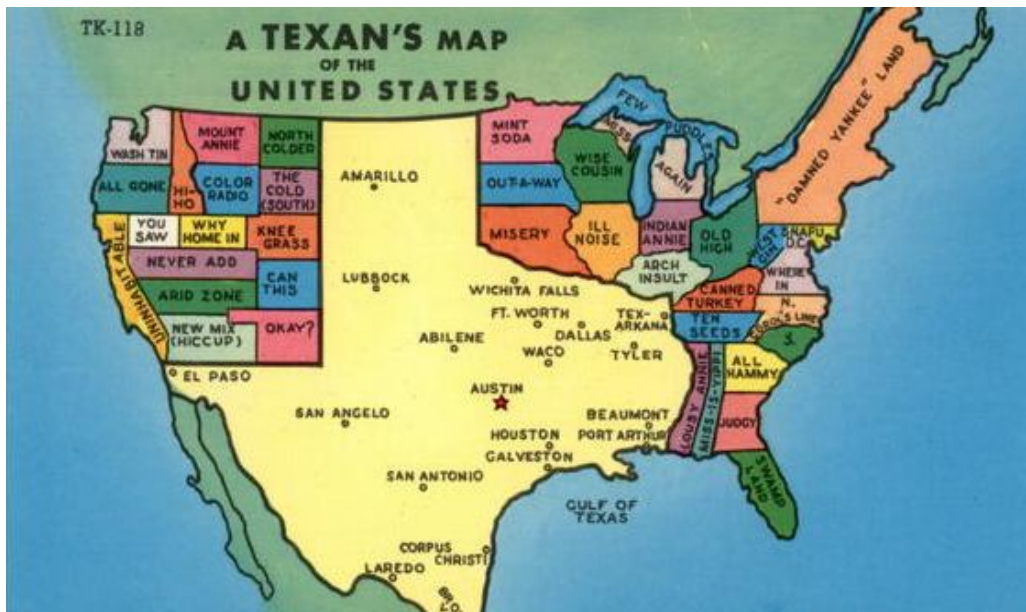 TK-118
A TEXAN'S MAP
OF THE
UNITED STATES
WASH TIN
MOUNT
ANNIE
NORTH
COLDER
ALL GONE
HI-
HO
COLOR
RADIO
THE
COLD
(SOUTH)
YOU
SAW
WHY
HOME IN
KNEE
GRASS
UNINHABITABLE
NEVER ADD
CAN
THIS
ARID ZONE
NEW MIX
(HICCUP)
OKAY?
MINT
SODA
OUT-A-WAY
MISERY
WISE
COUSIN
ILL
NOISE
FEW
PUDDLES
MISS
AGAIN
INDIAN
ANNIE
OLD
HIGH
ARCH
INSULT
"DAMNED YANKEE" LAND
SNAFU
D.C.
WEST
GIN
WHERE
IN
CANNED
TURKEY
TEN
SEEDS
N.
S.
LOUSY ANNIE
MISS-IS-YIPPI
ALL
HAMMY
JUDGY
SWAMP
LAND
AMARILLO
LUBBOCK
WICHITA FALLS
FT. WORTH
DALLAS
TEX-
ARKANA
ABILENE
WACO
TYLER
EL PASO
AUSTIN
SAN ANGELO
BEAUMONT
HOUSTON
PORT ARTHUR
GALVESTON
SAN ANTONIO
GULF OF
TEXAS
CORPUS
CHRISTI
LAREDO